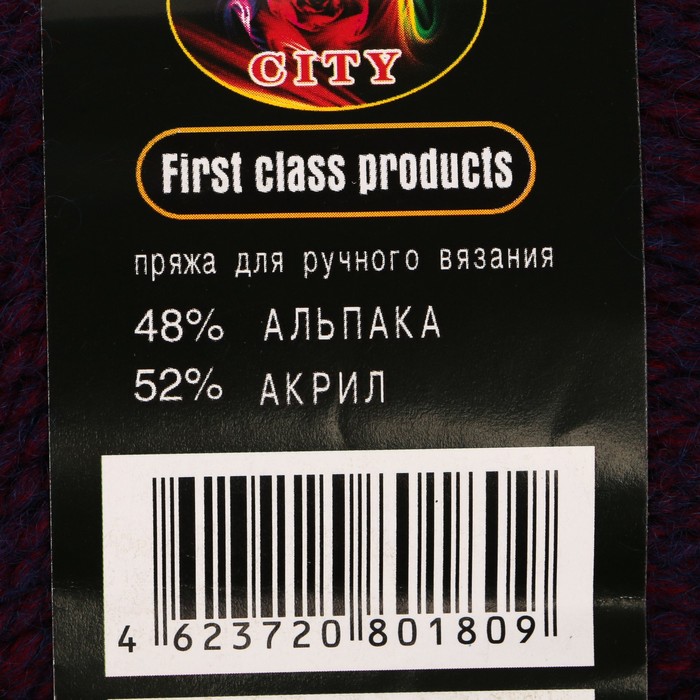 CITY
First class products
пряжа для ручного вязания
48% АЛЬПАКА
52% АКРИЛ
4 623720 801809